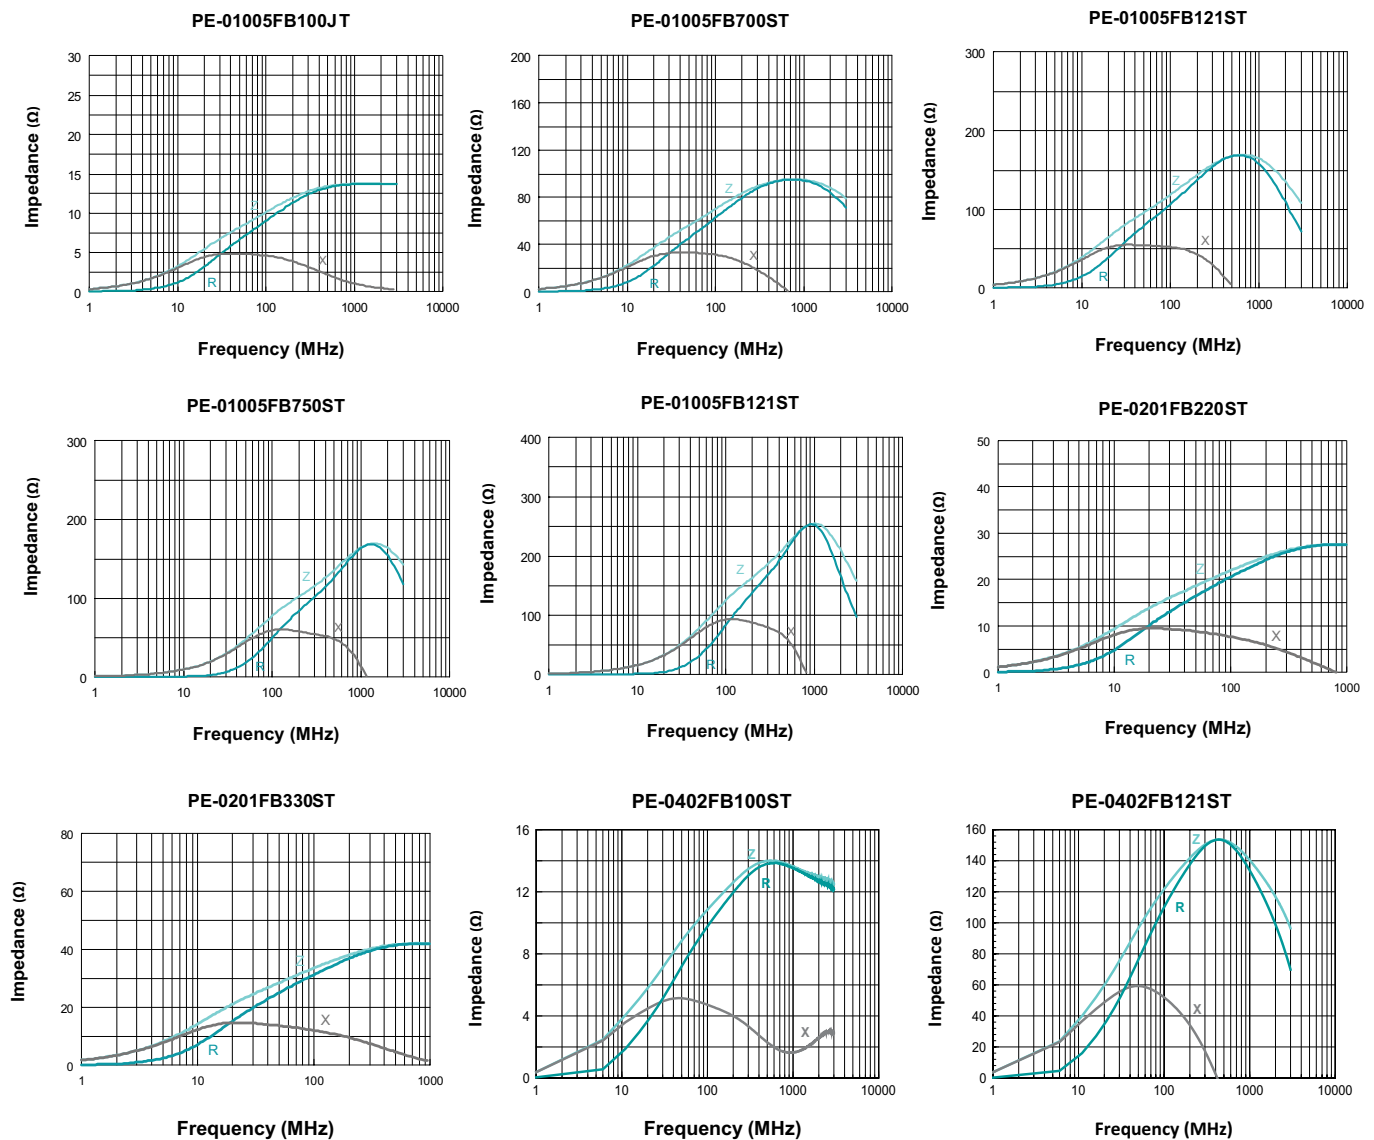 PE-01005FB100JT
Impedance (Ω)
30
25
20
15
10
5
0
Z
X
R
1 10 100 1000 10000
Frequency (MHz)
PE-01005FB700ST
Impedance (Ω)
200
160
120
80
40
0
Z
X
R
1 10 100 1000 10000
Frequency (MHz)
PE-01005FB121ST
Impedance (Ω)
300
200
100
0
Z
X
R
1 10 100 1000 10000
Frequency (MHz)
PE-01005FB750ST
Impedance (Ω)
300
200
100
0
Z
X
R
1 10 100 1000 10000
Frequency (MHz)
PE-01005FB121ST
Impedance (Ω)
400
300
200
100
0
Z
X
R
1 10 100 1000 10000
Frequency (MHz)
PE-0201FB220ST
Impedance (Ω)
50
40
30
20
10
0
Z
X
R
1 10 100 1000
Frequency (MHz)
PE-0201FB330ST
Impedance (Ω)
80
60
40
20
0
Z
X
R
1 10 100 1000
Frequency (MHz)
PE-0402FB100ST
Impedance (Ω)
16
12
8
4
0
Z
R
X
1 10 100 1000 10000
Frequency (MHz)
PE-0402FB121ST
Impedance (Ω)
160
140
120
100
80
60
40
20
0
Z
R
X
1 10 100 1000 10000
Frequency (MHz)